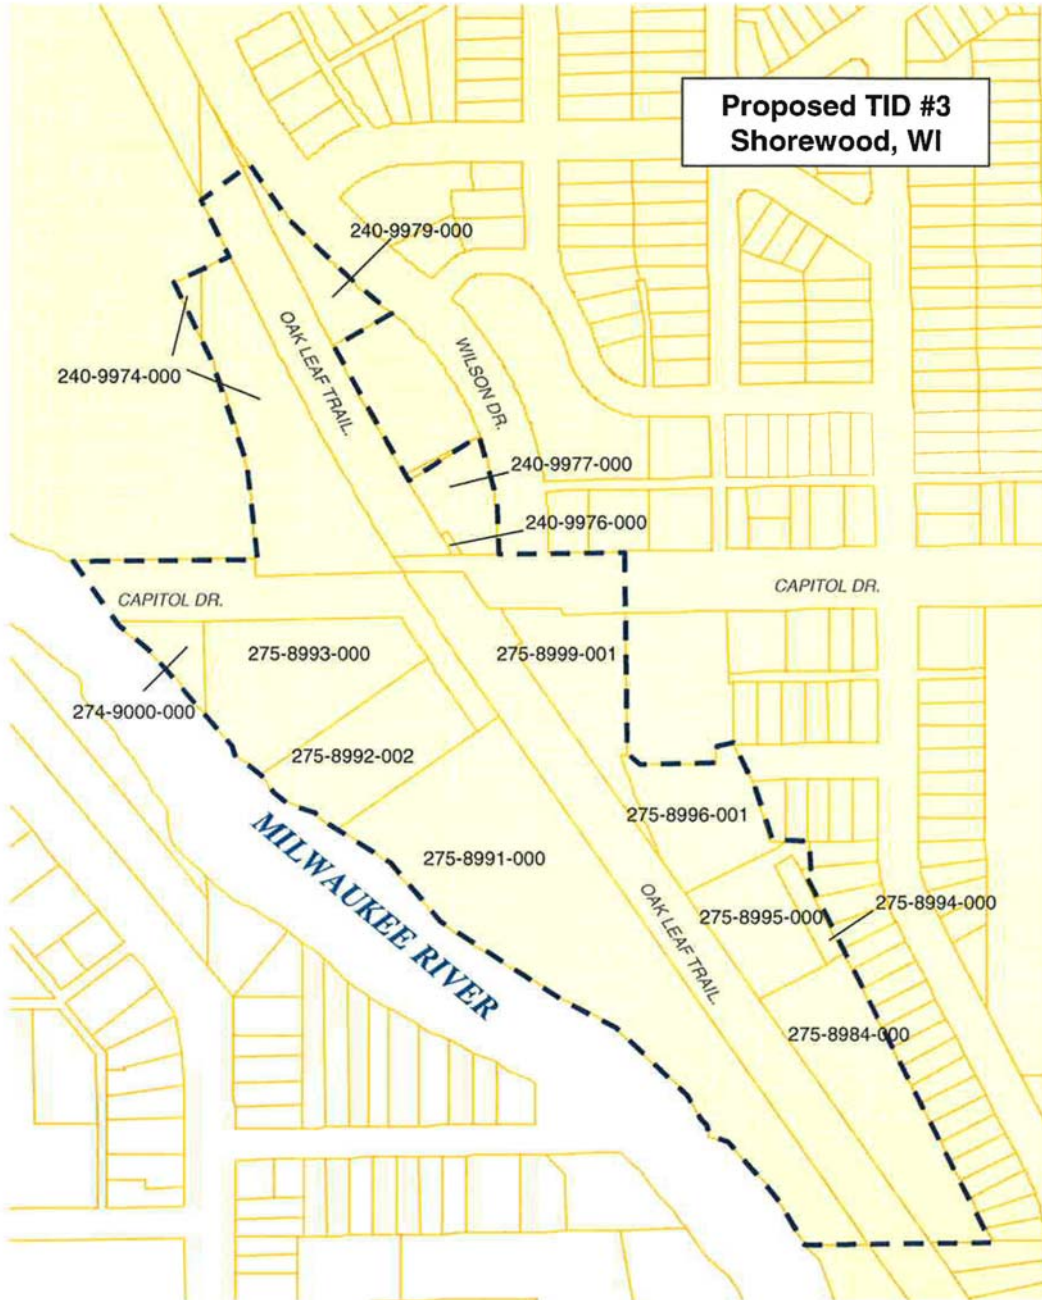 Proposed TID #3
Shorewood, WI
240-9979-000
OAK LEAF TRAIL.
WILSON DR.
240-9974-000
240-9977-000
240-9976-000
CAPITOL DR.
CAPITOL DR.
275-8993-000
275-8999-001
274-9000-000
275-8992-002
275-8996-001
MILWAUKEE RIVER
275-8991-000
OAK LEAF TRAIL.
275-8995-000
275-8994-000
275-8984-000